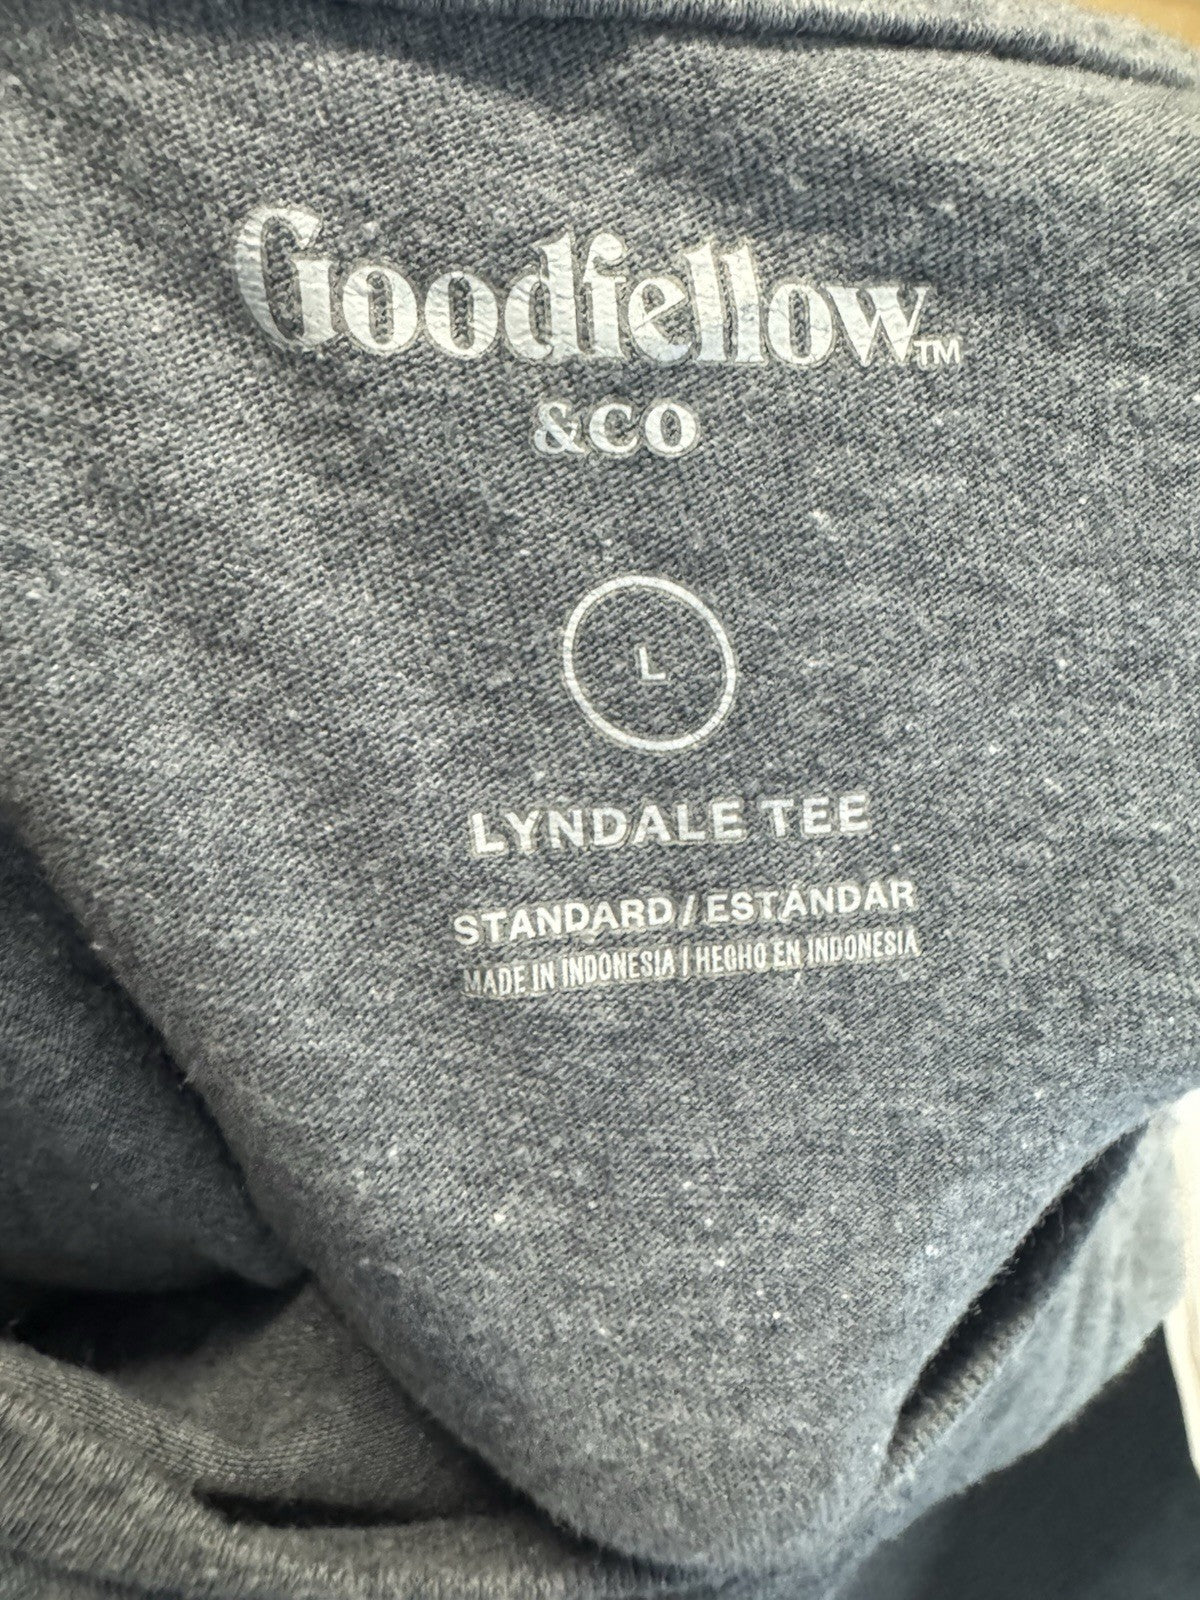 Goodfellow™
&CO
L
LYNDALE TEE
STANDARD / ESTÁNDAR
MADE IN INDONESIA | HECHO EN INDONESIA